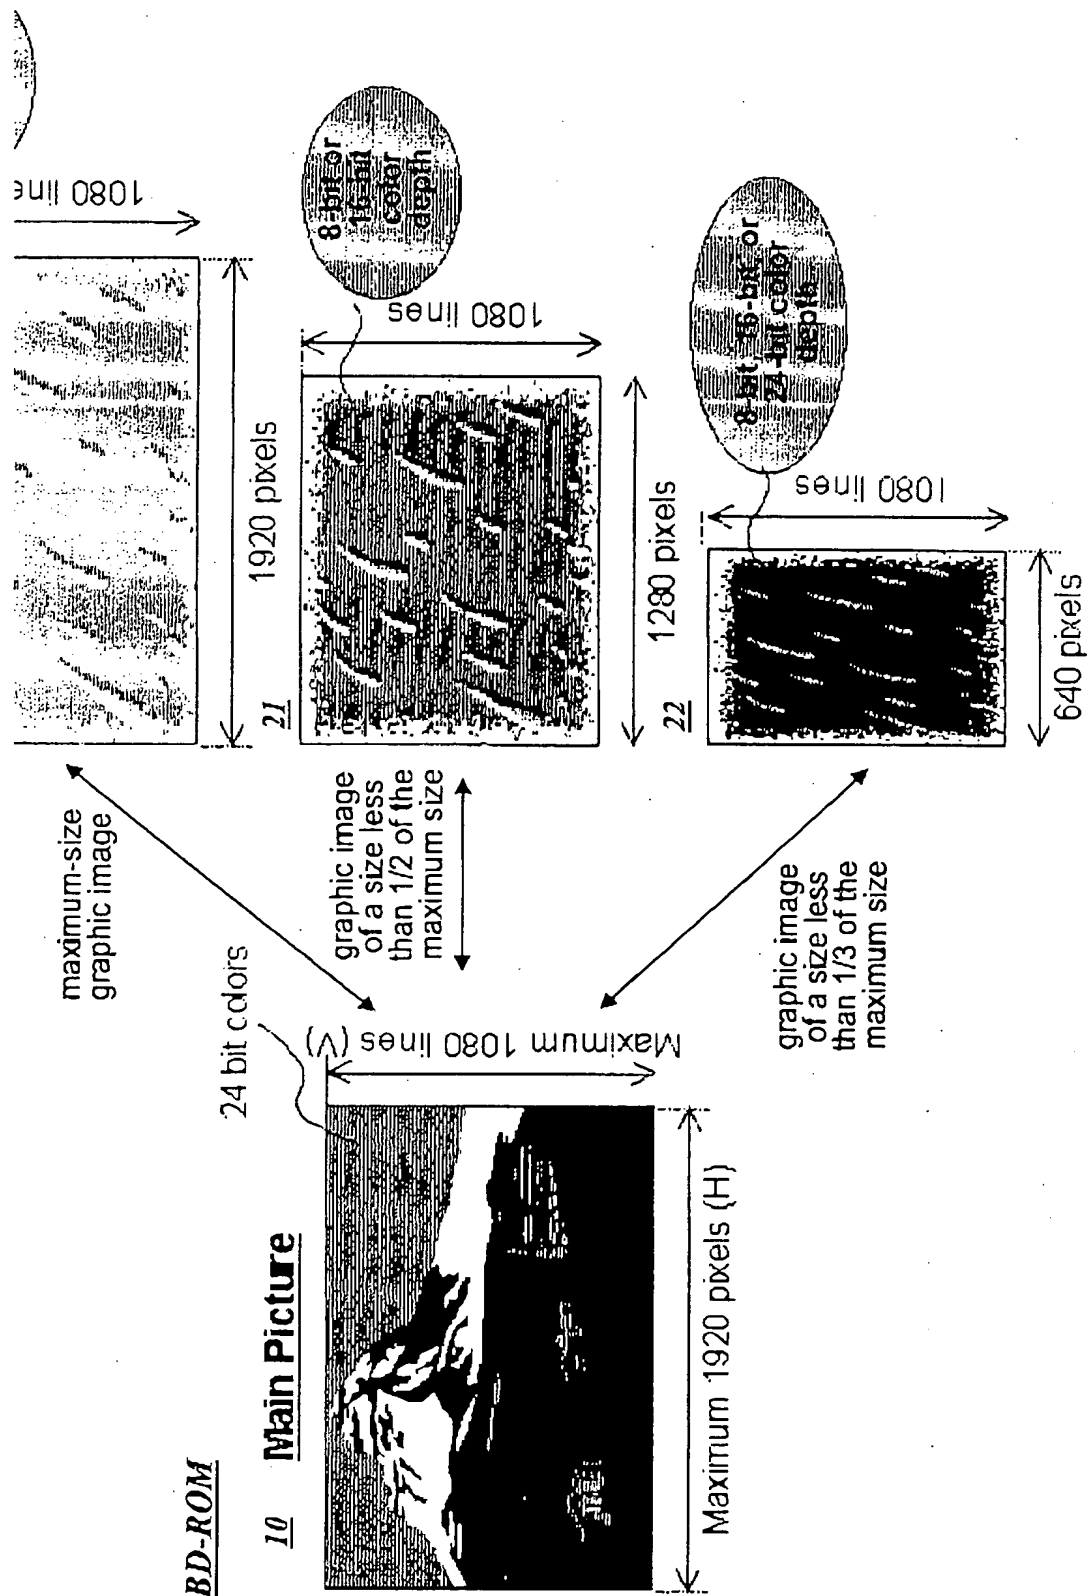 BD-ROM
10 Main Picture
24 bit colors
Maximum 1080 lines (V)
Maximum 1920 pixels (H)
maximum-size
graphic image
graphic image
of a size less
than 1/2 of the
maximum size
graphic image
of a size less
than 1/3 of the
maximum size
1080 lines
1920 pixels
21
8-bit or
16-bit
color
depth
1080 lines
1280 pixels
22
8-bit, 16-bit, or
24-bit color
depth
1080 lines
640 pixels